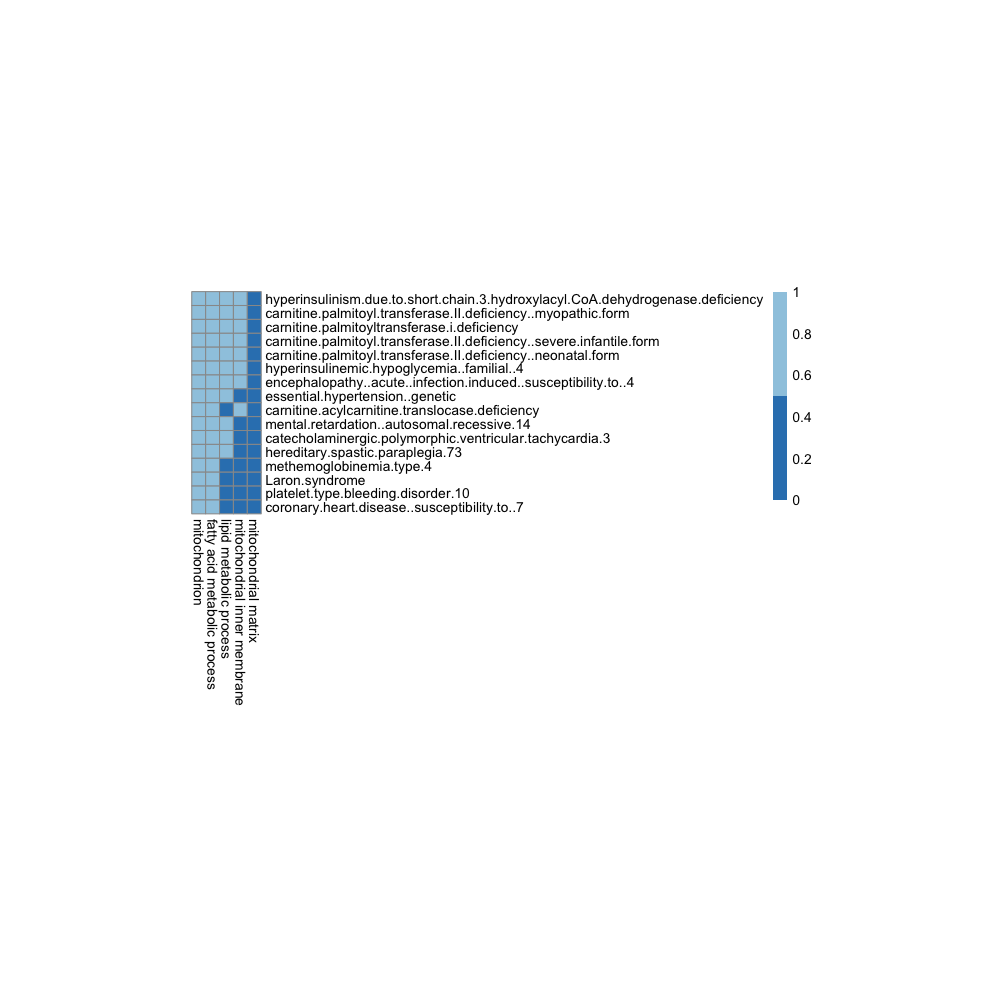 hyperinsulinism.due.to.short.chain.3.hydroxylacyl.CoA.dehydrogenase.deficiency
carnitine.palmitoyl.transferase.II.deficiency..myopathic.form
carnitine.palmitoyltransferase.i.deficiency
carnitine.palmitoyl.transferase.II.deficiency..severe.infantile.form
carnitine.palmitoyl.transferase.II.deficiency..neonatal.form
hyperinsulinemic.hypoglycemia..familial..4
encephalopathy..acute..infection.induced..susceptibility.to..4
essential.hypertension..genetic
carnitine.acylcarnitine.translocase.deficiency
mental.retardation..autosomal.recessive.14
catecholaminergic.polymorphic.ventricular.tachycardia.3
hereditary.spastic.paraplegia.73
methemoglobinemia.type.4
Laron.syndrome
platelet.type.bleeding.disorder.10
coronary.heart.disease..susceptibility.to..7
1
0.8
0.6
0.4
0.2
0
mitochondrion
fatty acid metabolic process
lipid metabolic process
mitochondrial inner membrane
mitochondrial matrix